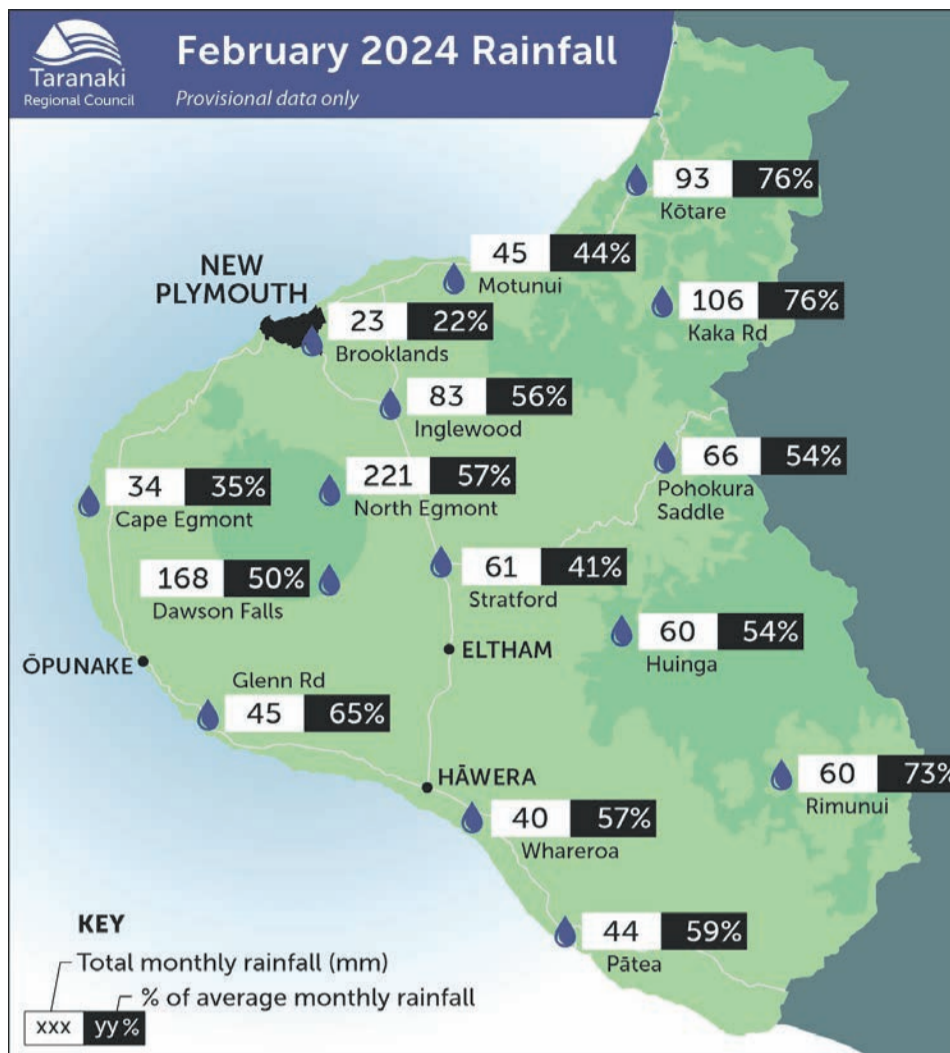 Taranaki
Regional Council
February 2024 Rainfall
Provisional data only
93 76%
Kōtare
45 44%
Motunui
NEW
PLYMOUTH
106 76%
Kaka Rd
23 22%
Brooklands
83 56%
Inglewood
66 54%
Pohokura
Saddle
34 35%
Cape Egmont
221 57%
North Egmont
168 50%
Dawson Falls
61 41%
Stratford
60 54%
Huinga
ŌPUNAKE
ELTHAM
Glenn Rd
45 65%
HĀWERA
60 73%
Rimunui
40 57%
Whareroa
44 59%
Pātea
KEY
Total monthly rainfall (mm)
% of average monthly rainfall
xxx yy%